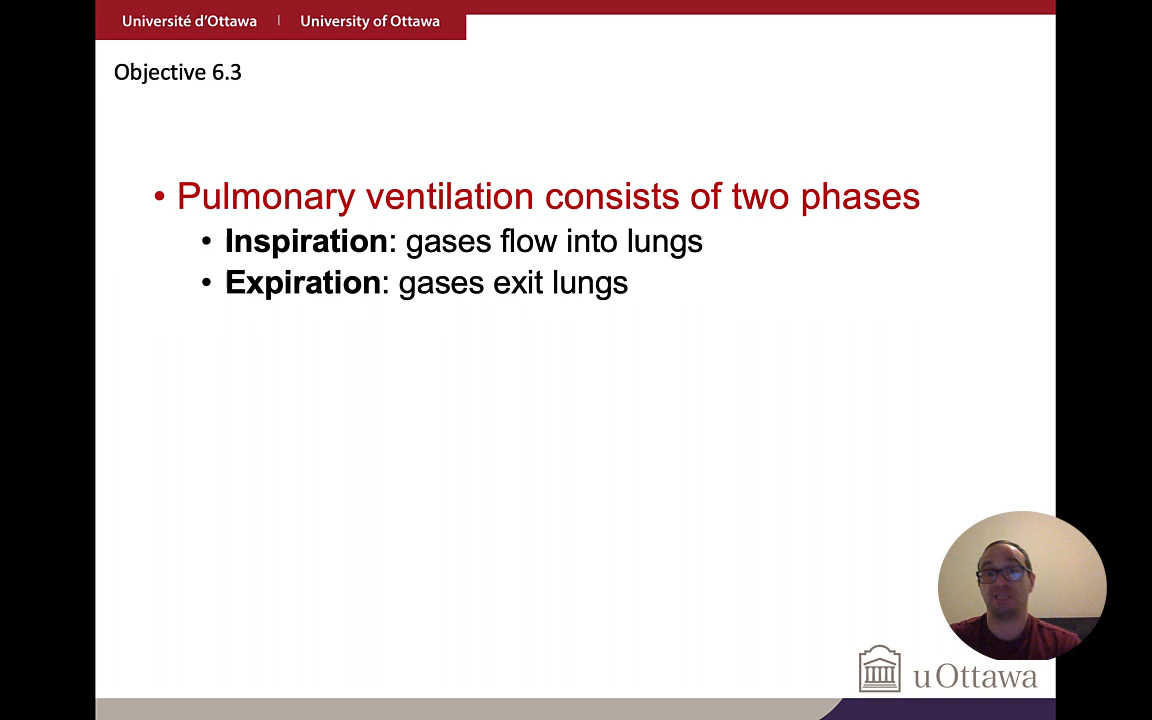 Université d'Ottawa | University of Ottawa
Objective 6.3
• Pulmonary ventilation consists of two phases
• Inspiration: gases flow into lungs
• Expiration: gases exit lungs
uOttawa